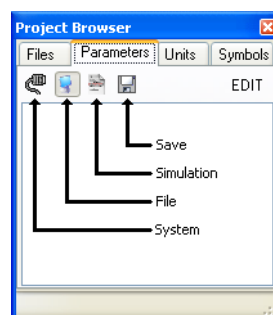 Project Browser
Files Parameters Units Symbols
EDIT
Save
Simulation
File
System